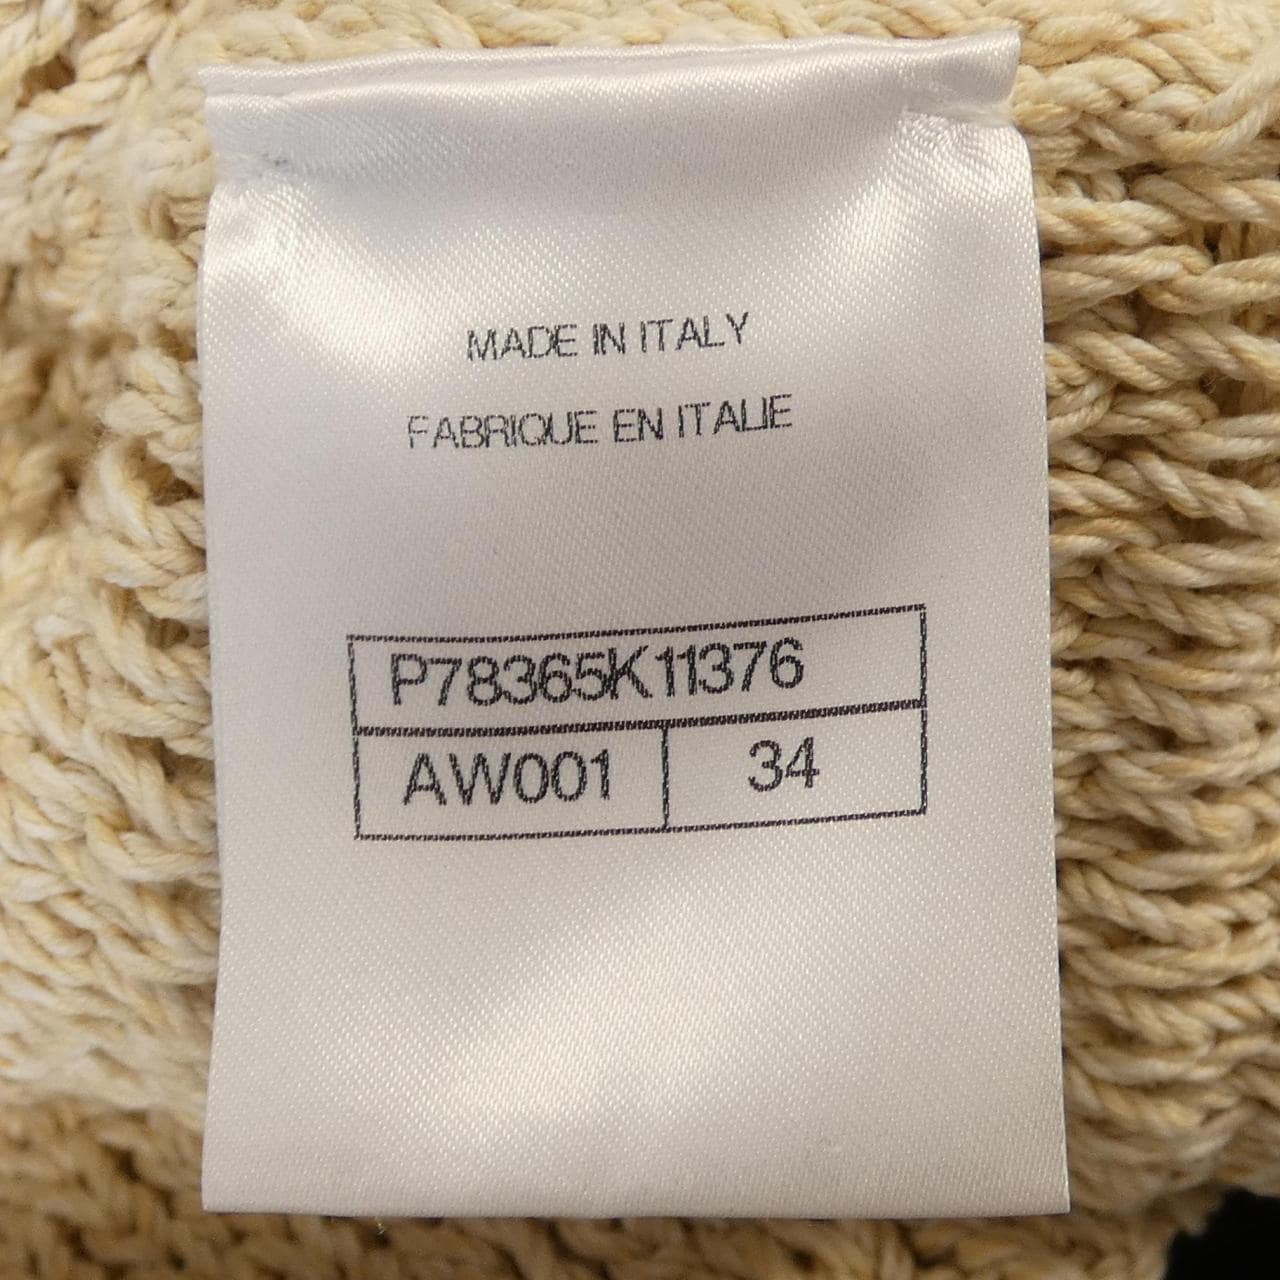 MADE IN ITALY
FABRIQUE EN ITALIE
P78365K11376
AW001 34